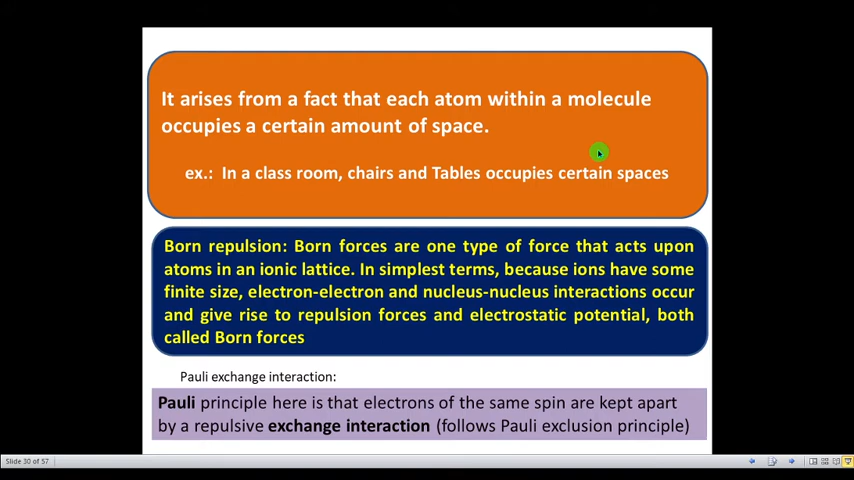 It arises from a fact that each atom within a molecule
occupies a certain amount of space.
ex.: In a class room, chairs and Tables occupies certain spaces
Born repulsion: Born forces are one type of force that acts upon
atoms in an ionic lattice. In simplest terms, because ions have some
finite size, electron-electron and nucleus-nucleus interactions occur
and give rise to repulsion forces and electrostatic potential, both
called Born forces
Pauli exchange interaction:
Pauli principle here is that electrons of the same spin are kept apart
by a repulsive exchange interaction (follows Pauli exclusion principle)
Slide 30 of 57